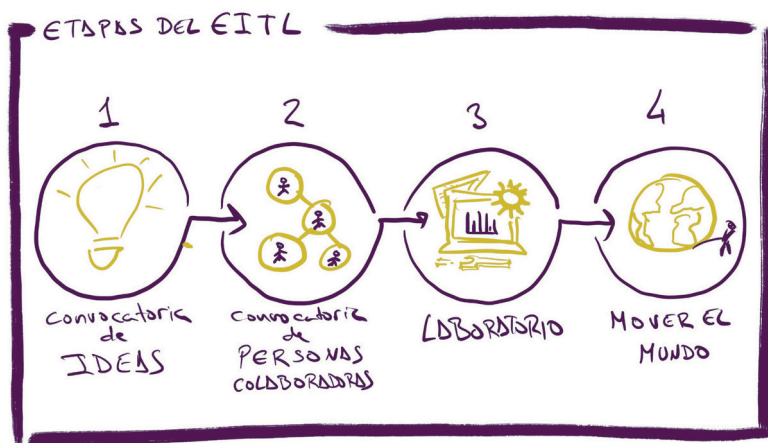 ETAPAS DEL EITL
1
2
3
4
convocatoria
de
IDEAS
convocatoria
de
PERSONAS
COLABORADORAS
LABORATORIO
MOVER EL
MUNDO